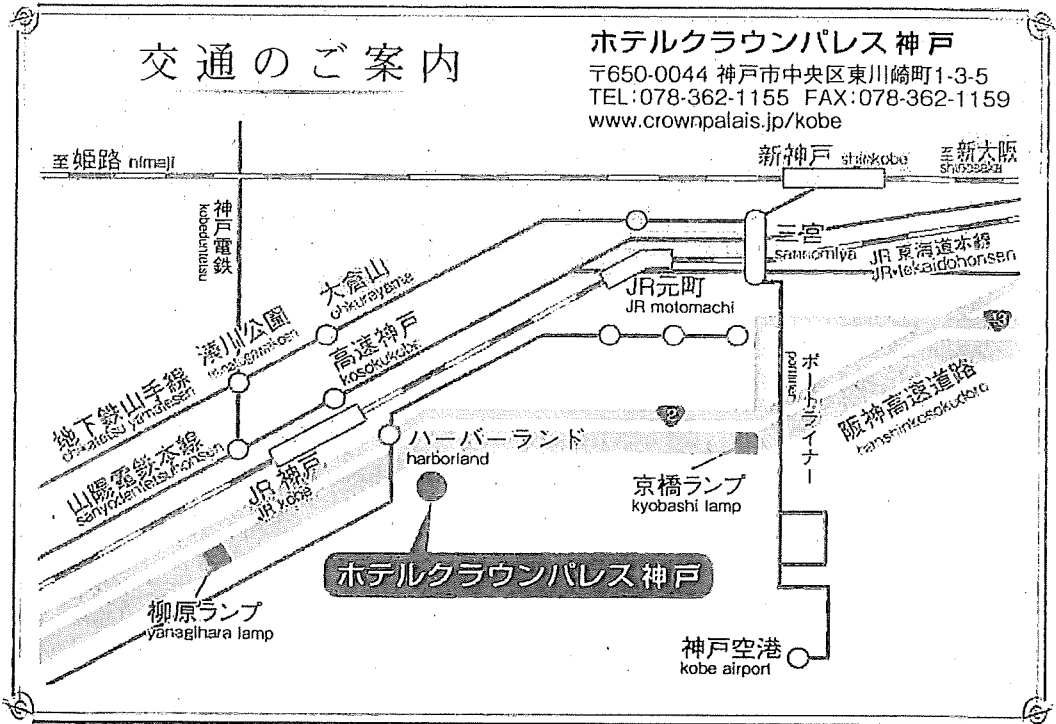 交通のご案内
ホテルクラウンパレス神戸
〒650-0044 神戸市中央区東川崎町1-3-5
TEL:078-362-1155 FAX:078-362-1159
www.crownpalais.jp/kobe
至姫路 himeji
新神戸 shinkobe
至新大阪
shinosaka
神戸電鉄
kobedentetsu
三宮
sannomiya
JR東海道本線
JR・tokaidohonsen
大倉山
ohkurayama
JR元町
JR motomachi
湊川公園
高速神戸
kosokukobe
13
ポートライナー
portliner
地下鉄山手線
chikatetsu yamatesen
阪神高速道路
hanshinkosokudoro
2
ハーバーランド
harborland
山陽電鉄本線
sanyodentetsuhonsen
JR神戸
JR kobe
京橋ランプ
kyobashi lamp
ホテルクラウンパレス神戸
柳原ランプ
yanagihara lamp
神戸空港
kobe airport